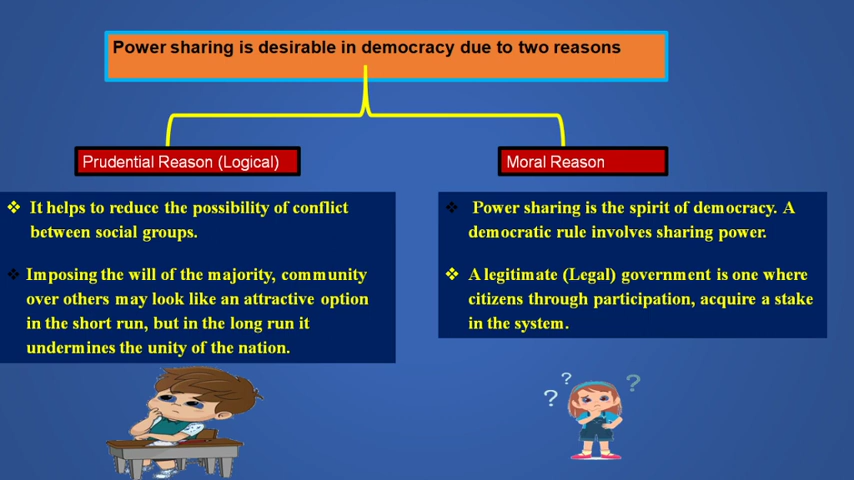 Power sharing is desirable in democracy due to two reasons
Prudential Reason (Logical)
It helps to reduce the possibility of conflict
between social groups.
Imposing the will of the majority, community
over others may look like an attractive option
in the short run, but in the long run it
undermines the unity of the nation.
Moral Reason
Power sharing is the spirit of democracy. A
democratic rule involves sharing power.
A legitimate (Legal) government is one where
citizens through participation, acquire a stake
in the system.
? ? ?